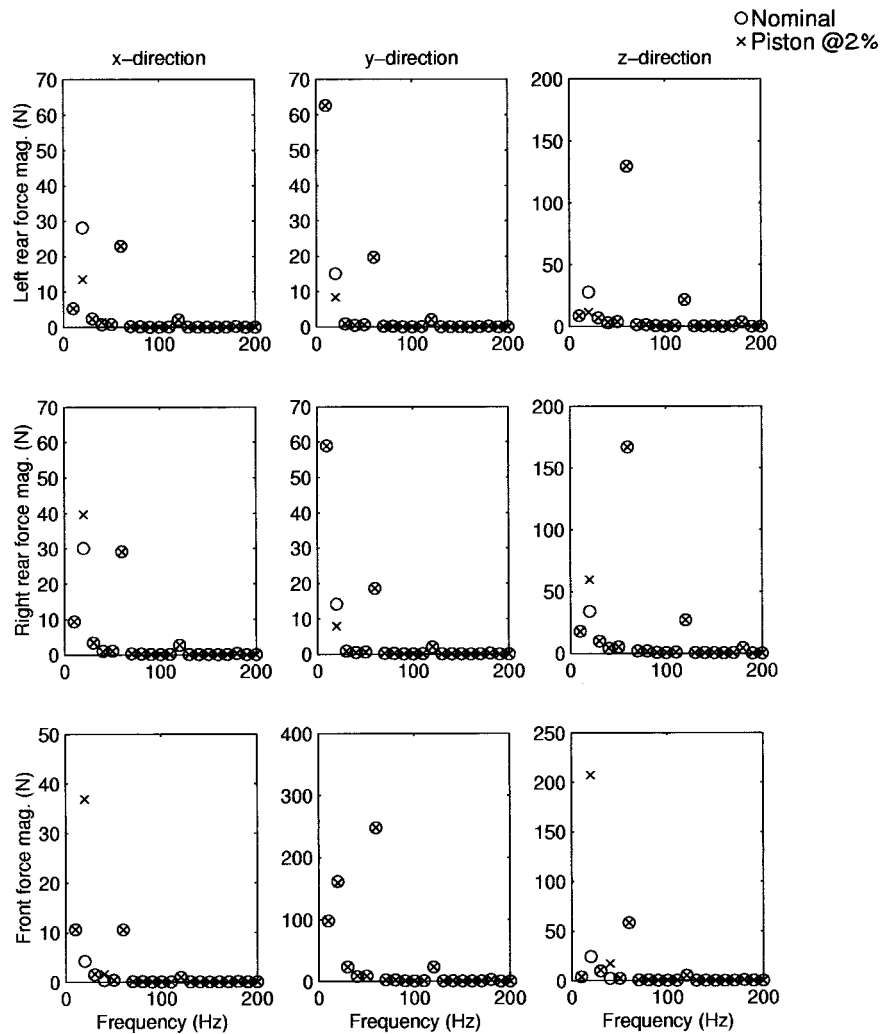 ○ Nominal
× Piston @2%
x−direction
y−direction
z−direction
Left rear force mag. (N)
70
60
50
40
30
20
10
0
0 100 200
70
60
50
40
30
20
10
0
0 100 200
200
150
100
50
0
0 100 200
Right rear force mag. (N)
70
60
50
40
30
20
10
0
0 100 200
70
60
50
40
30
20
10
0
0 100 200
200
150
100
50
0
0 100 200
Front force mag. (N)
50
40
30
20
10
0
0 100 200
Frequency (Hz)
400
300
200
100
0
0 100 200
Frequency (Hz)
250
200
150
100
50
0
0 100 200
Frequency (Hz)